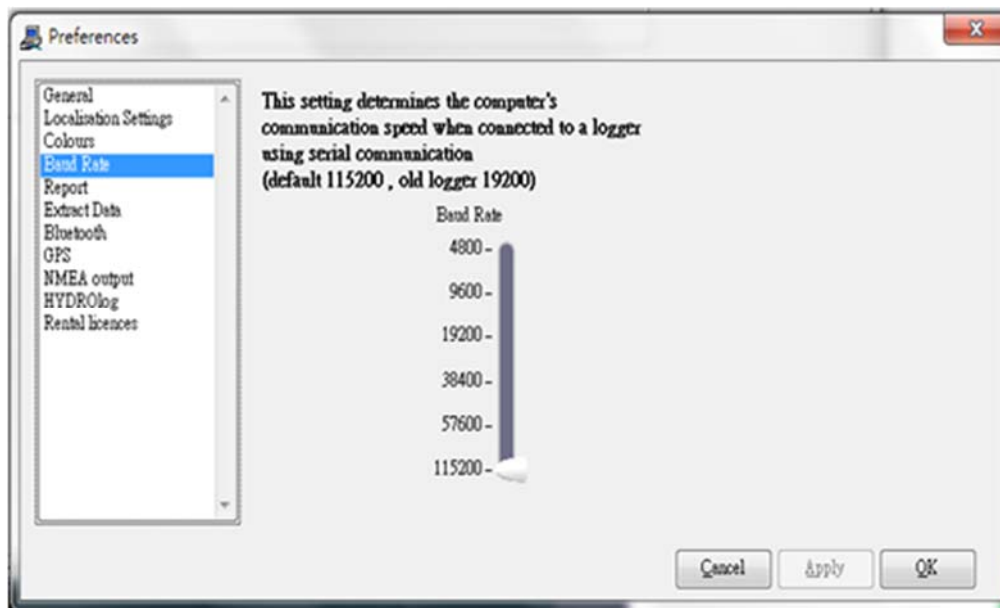 Preferences
General
Localisation Settings
Colours
Baud Rate
Report
Extract Data
Bluetooth
GPS
NMEA output
HYDROlog
Rental licences
This setting determines the computer's
communication speed when connected to a logger
using serial communication
(default 115200 , old logger 19200)
Baud Rate
4800
9600
19200
38400
57600
115200
Cancel
Apply
OK